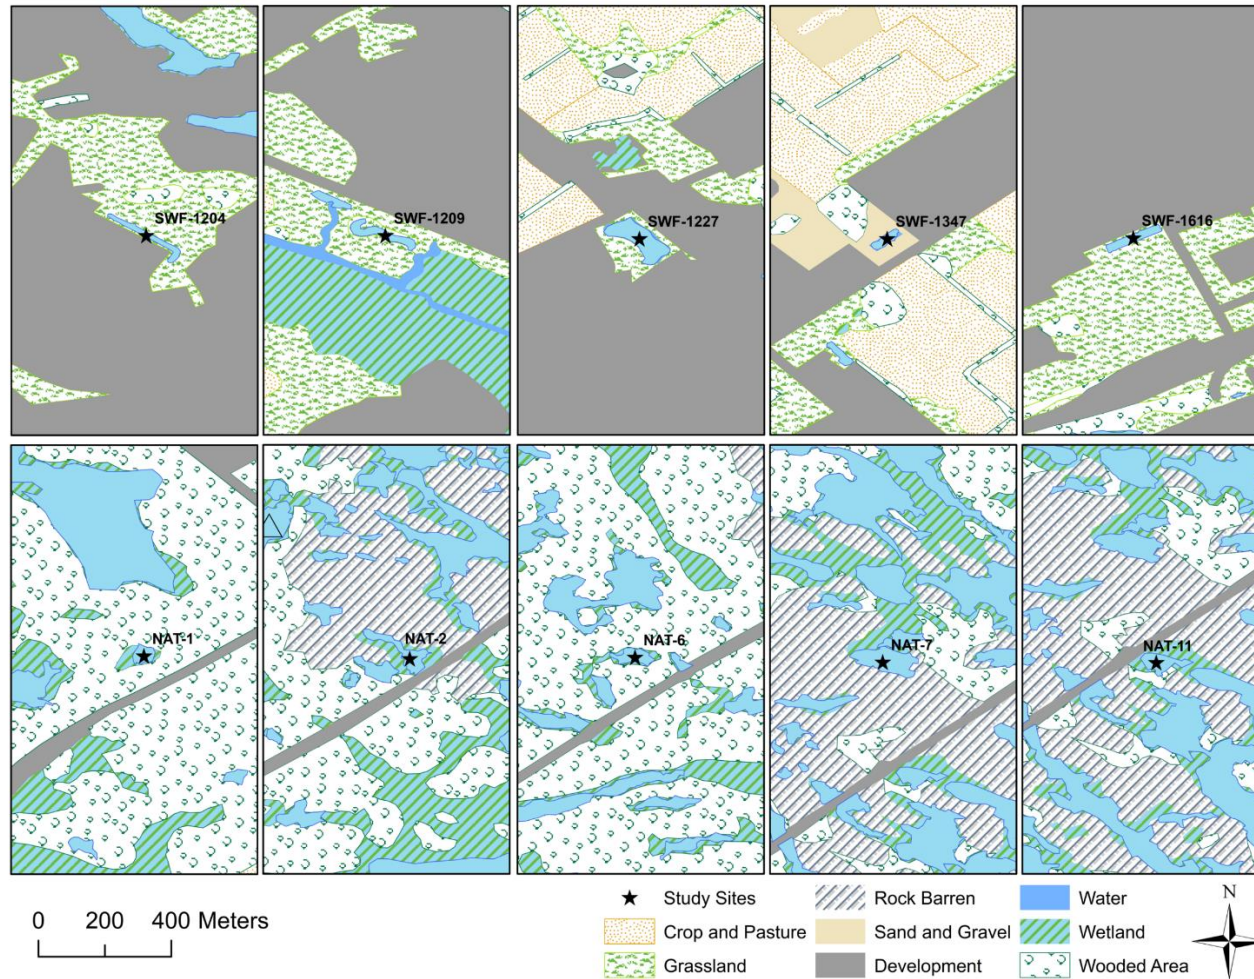 SWF-1204
SWF-1209
SWF-1227
SWF-1347
SWF-1616
NAT-1
NAT-2
NAT-6
NAT-7
NAT-11
0 200 400 Meters
Study Sites
Rock Barren
Water
Crop and Pasture
Sand and Gravel
Wetland
Grassland
Development
Wooded Area
N